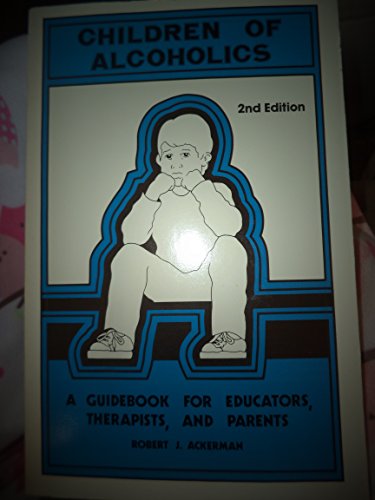 CHILDREN OF
ALCOHOLICS
2nd Edition
A GUIDEBOOK FOR EDUCATORS,
THERAPISTS, AND PARENTS
ROBERT J. ACKERMAN